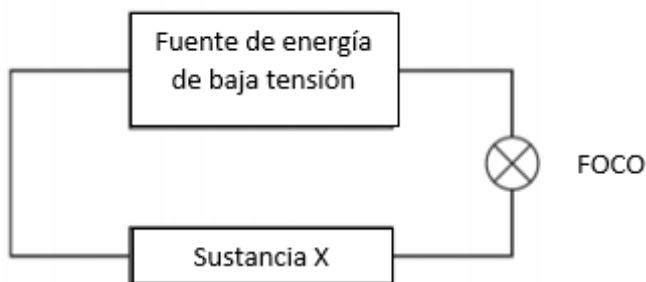 Fuente de energía
de baja tensión
FOCO
Sustancia X